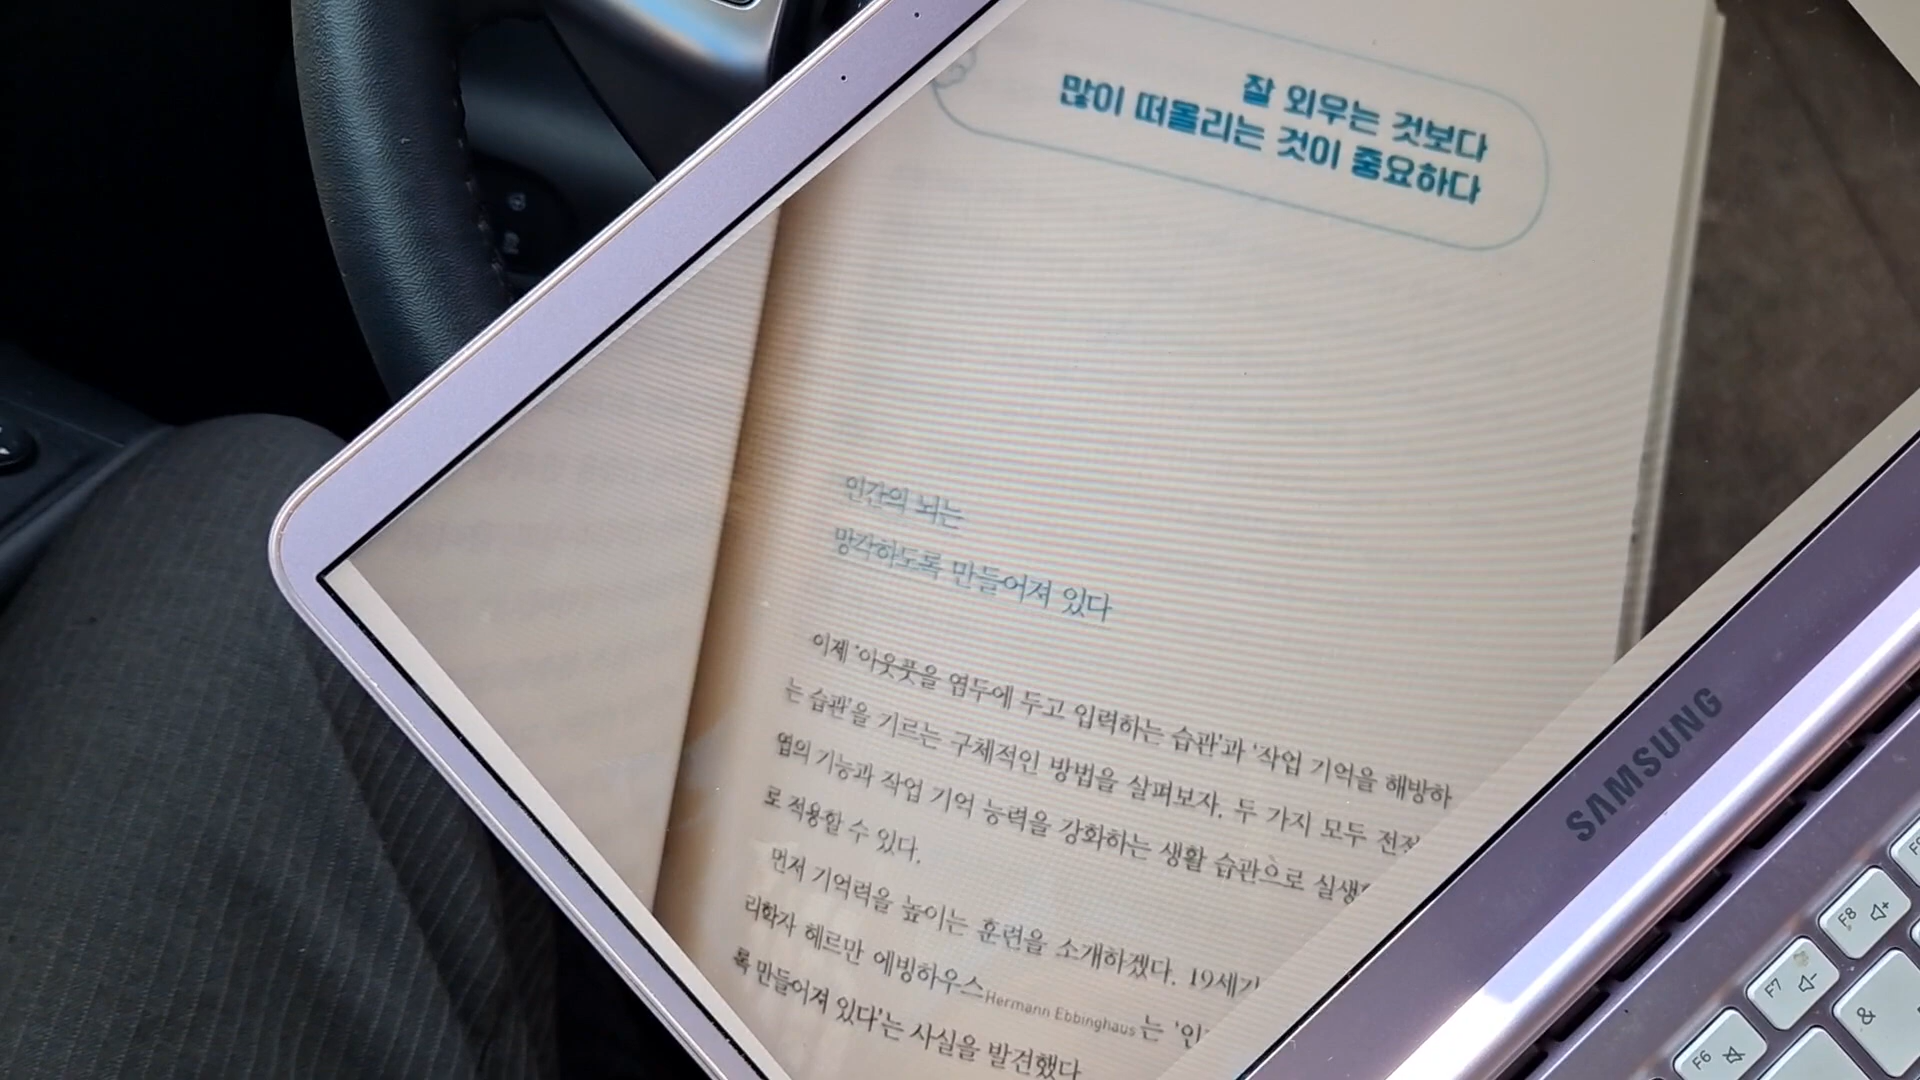 잘 외우는 것보다
많이 떠올리는 것이 중요하다
인간의 뇌는
망각하도록 만들어져 있다
이제 '아웃풋을 염두에 두고 입력하는 습관'과 '작업 기억을 해방하
는 습관'을 기르는 구체적인 방법을 살펴보자. 두 가지 모두
엽의 기능과 작업 기억 능력을 강화하는 생활 습관으로
로 적용할 수 있다.
먼저 기억력을 높이는 훈련을 소개하겠다. 19세기
리학자 헤르만 에빙하우스Hermann Ebbinghaus는
록 만들어져 있다'는 사실을 발견했다
SAMSUNG
F8
F7
F6
&